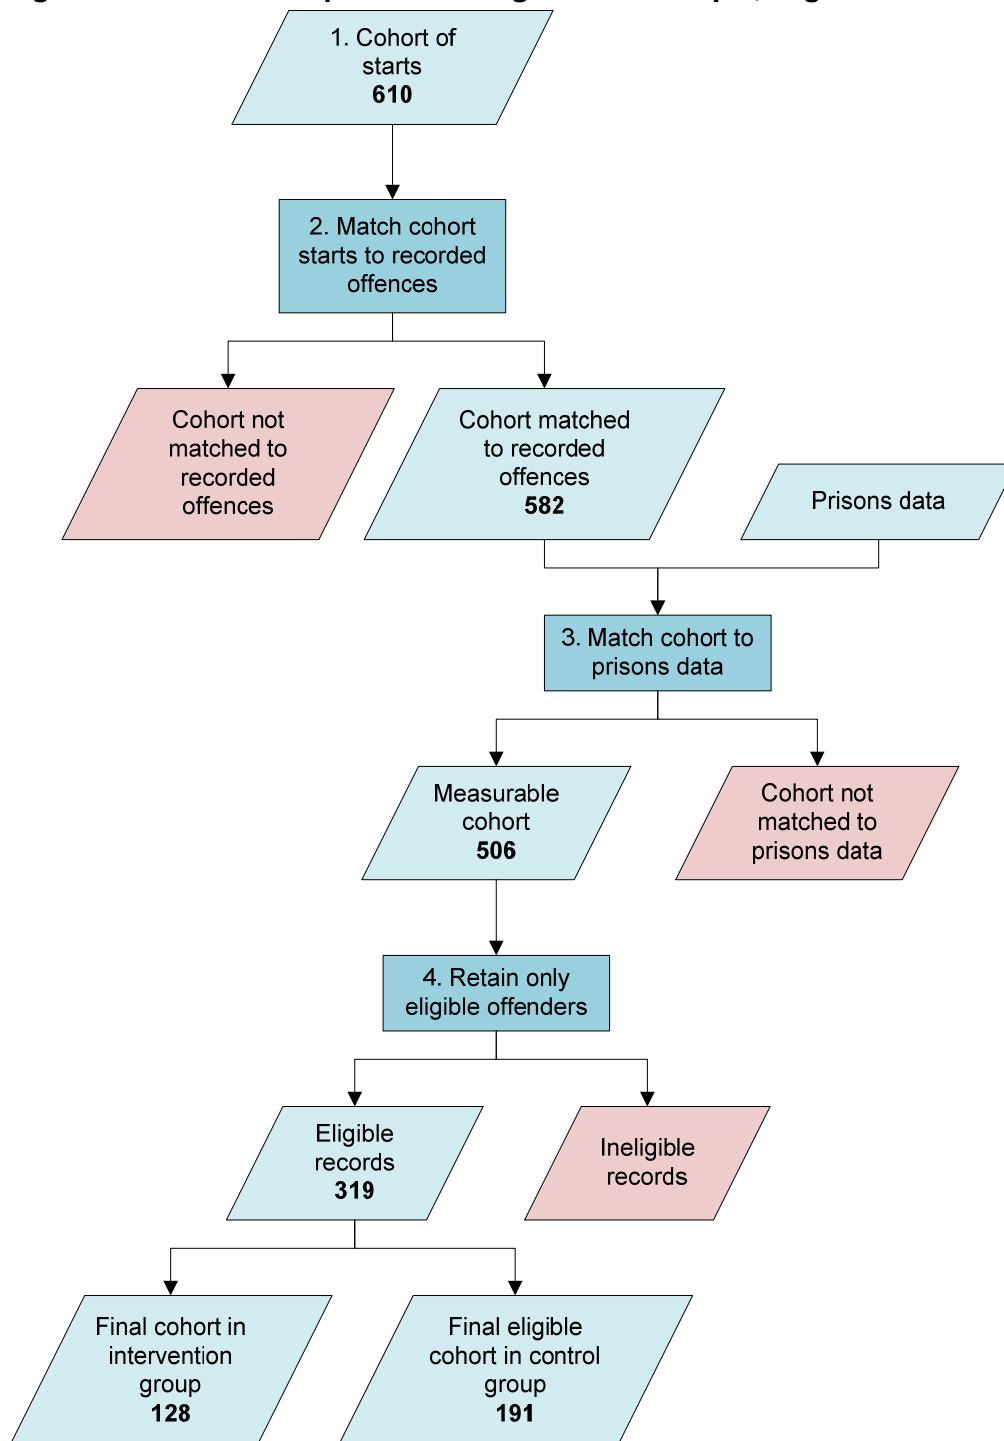 1. Cohort of
starts
610
2. Match cohort
starts to recorded
offences
Cohort not
matched to
recorded
offences
Cohort matched
to recorded
offences
582
Prisons data
3. Match cohort to
prisons data
Measurable
cohort
506
Cohort not
matched to
prisons data
4. Retain only
eligible offenders
Eligible
records
319
Ineligible
records
Final cohort in
intervention
group
128
Final eligible
cohort in control
group
191